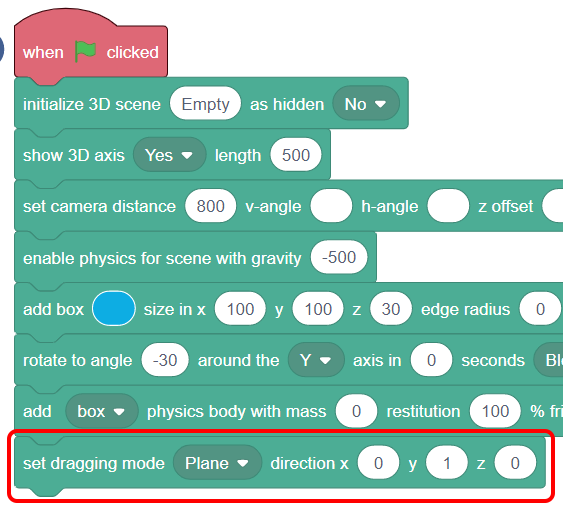 when clicked
initialize 3D scene Empty as hidden No
show 3D axis Yes length 500
set camera distance 800 v-angle h-angle z offset
enable physics for scene with gravity -500
add box size in x 100 y 100 z 30 edge radius 0
rotate to angle -30 around the Y axis in 0 seconds
add box physics body with mass 0 restitution 100 %
set dragging mode Plane direction x 0 y 1 z 0